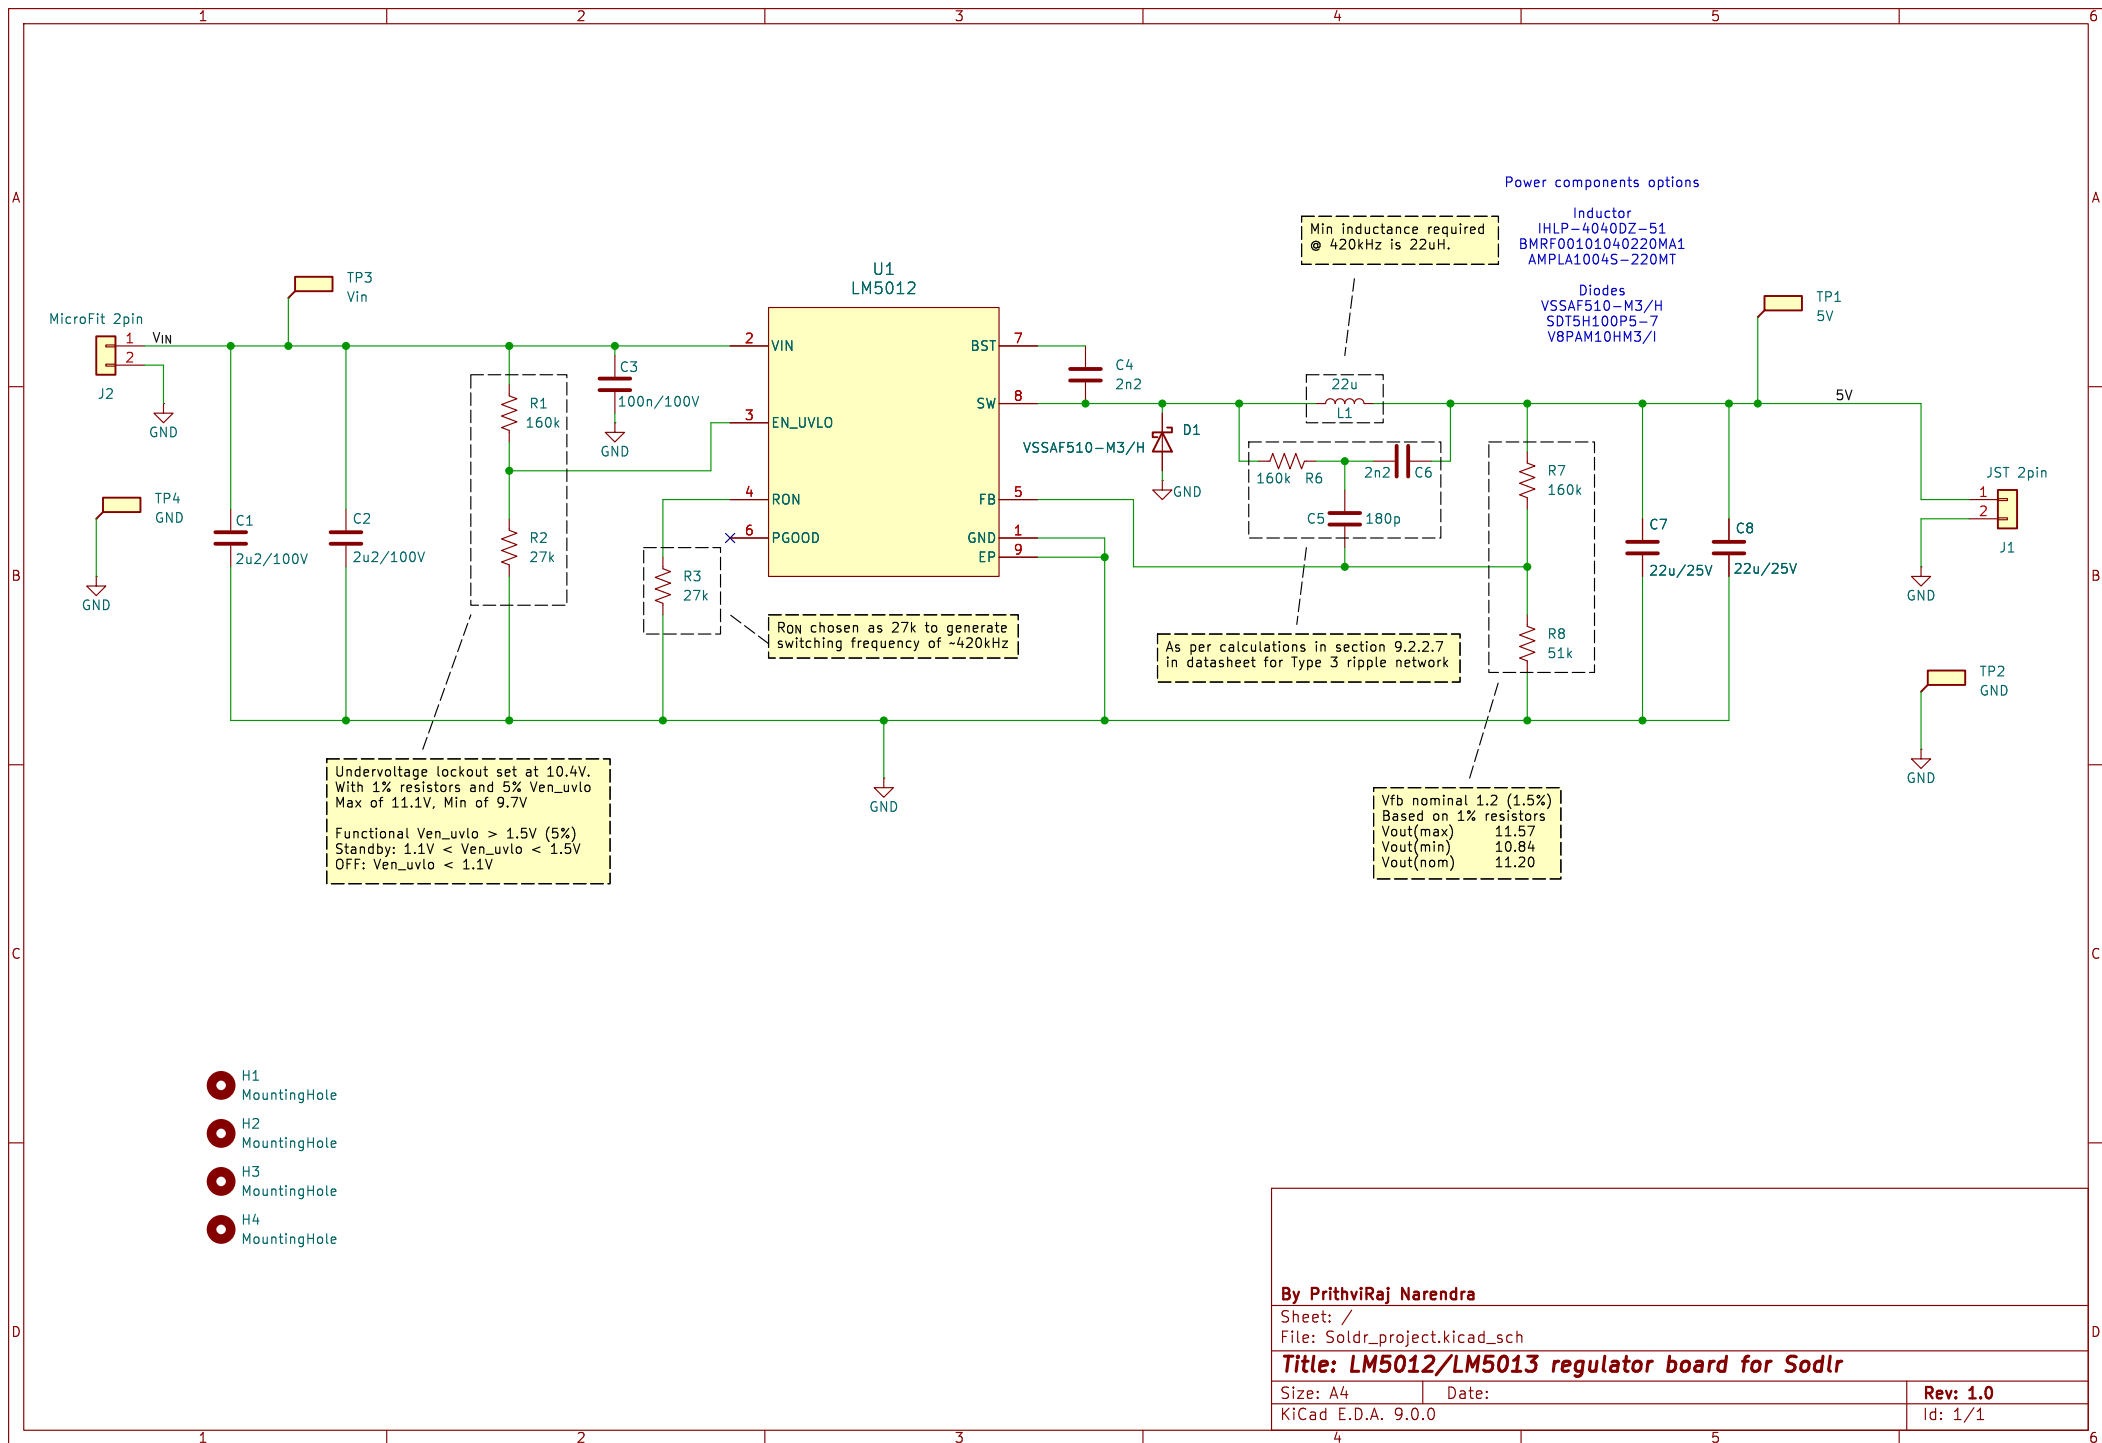 1 2 3 4 5 6
A A
B B
C C
D D
1 2 3 4 5 6
Power components options
Inductor
IHLP-4040DZ-51
BMRF00101040220MA1
AMPLA1004S-220MT
Diodes
VSSAF510-M3/H
SDT5H100P5-7
V8PAM10HM3/I
Min inductance required
@ 420kHz is 22uH.
U1
LM5012
2 VIN
3 EN_UVLO
4 RON
6 PGOOD
BST 7
SW 8
FB 5
GND 1
EP 9
TP3
Vin
MicroFit 2pin
1
2
J2
VIN
GND
TP4
GND
GND
C1
2u2/100V
C2
2u2/100V
R1
160k
R2
27k
C3
100n/100V
GND
R3
27k
RON chosen as 27k to generate
switching frequency of ~420kHz
C4
2n2
D1
VSSAF510-M3/H
GND
22u
L1
160k R6
2n2 C6
C5 180p
As per calculations in section 9.2.2.7
in datasheet for Type 3 ripple network
R7
160k
R8
51k
C7
22u/25V
C8
22u/25V
TP1
5V
5V
JST 2pin
1
2
J1
GND
TP2
GND
GND
GND
Undervoltage lockout set at 10.4V.
With 1% resistors and 5% Ven_uvlo
Max of 11.1V, Min of 9.7V
Functional Ven_uvlo > 1.5V (5%)
Standby: 1.1V < Ven_uvlo < 1.5V
OFF: Ven_uvlo < 1.1V
Vfb nominal 1.2 (1.5%)
Based on 1% resistors
Vout(max) 11.57
Vout(min) 10.84
Vout(nom) 11.20
H1
MountingHole
H2
MountingHole
H3
MountingHole
H4
MountingHole
By PrithviRaj Narendra
Sheet: /
File: Soldr_project.kicad_sch
Title: LM5012/LM5013 regulator board for Sodlr
Size: A4 Date: Rev: 1.0
KiCad E.D.A. 9.0.0 Id: 1/1